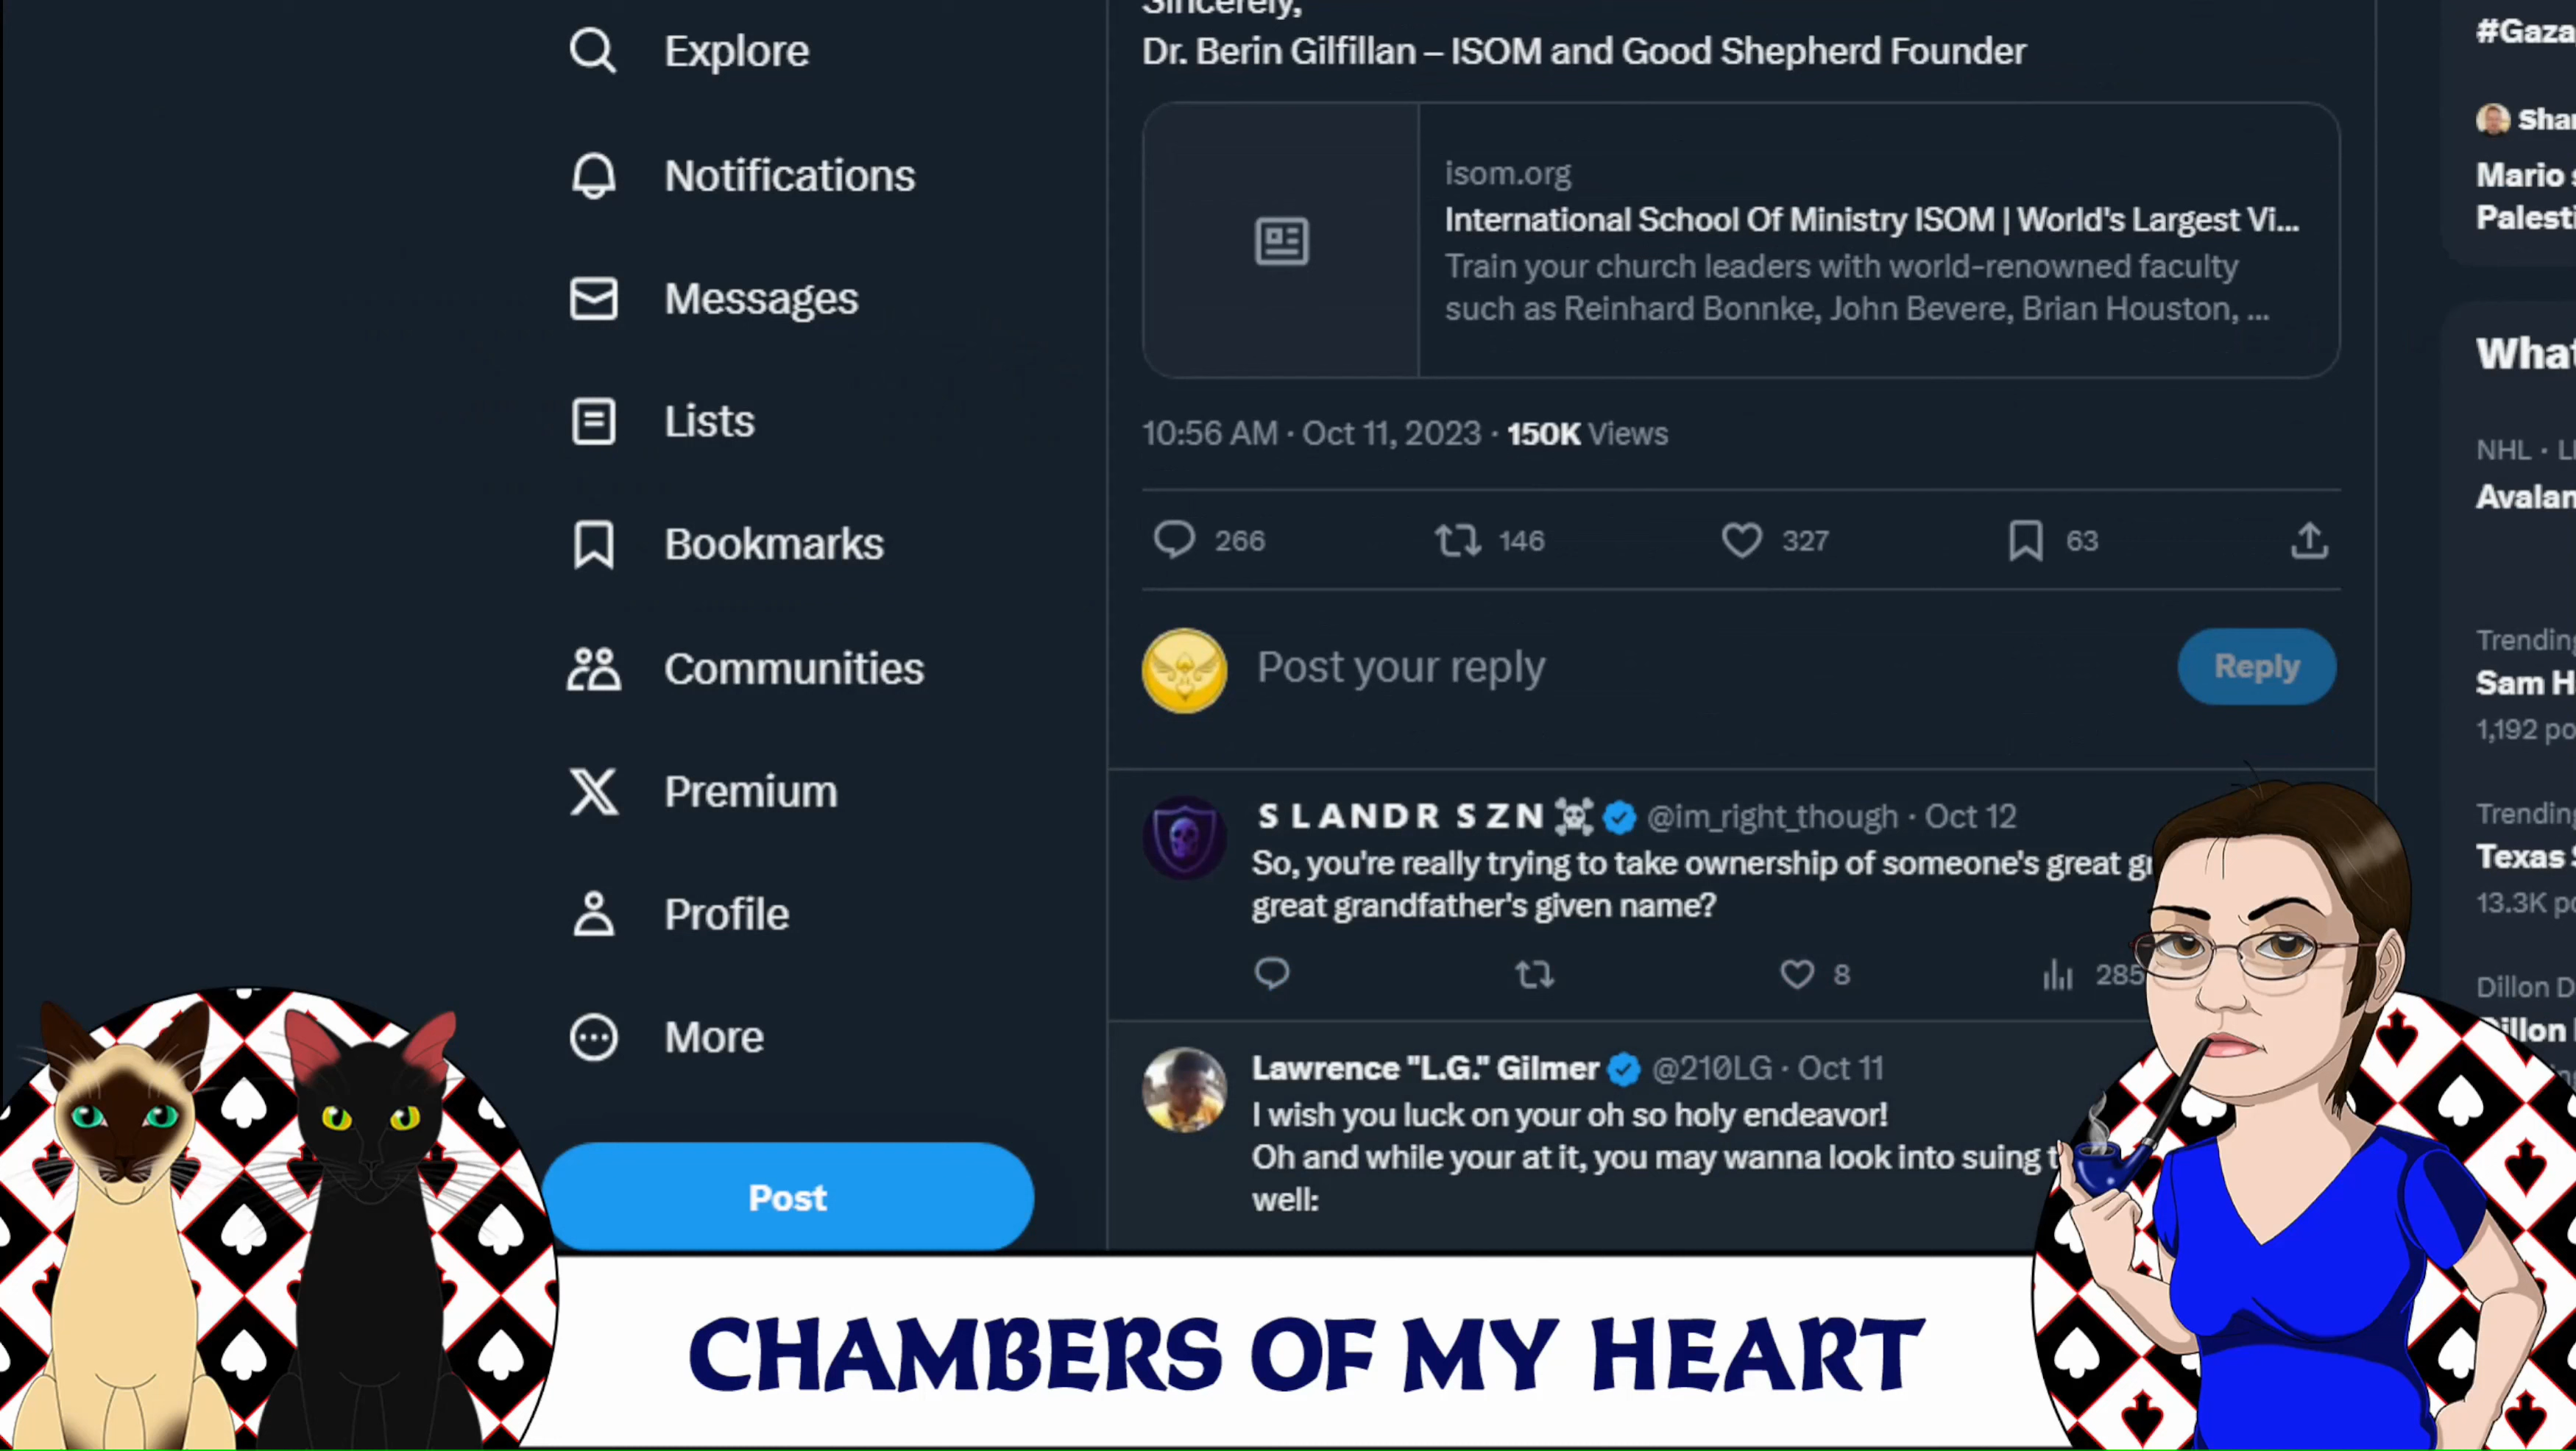 Explore
Notifications
Messages
Lists
Bookmarks
Communities
Premium
Profile
More
Post
Sincerely,
Dr. Berin Gilfillan – ISOM and Good Shepherd Founder
isom.org
International School Of Ministry ISOM | World's Largest Vi...
Train your church leaders with world-renowned faculty
such as Reinhard Bonnke, John Bevere, Brian Houston, ...
10:56 AM · Oct 11, 2023 · 150K Views
266 146 327 63
Post your reply
Reply
S L A N D R S Z N ☠ @im_right_though · Oct 12
So, you're really trying to take ownership of someone's great
great grandfather's given name?
8 285
Lawrence "L.G." Gilmer @210LG · Oct 11
I wish you luck on your oh so holy endeavor!
Oh and while your at it, you may wanna look into suing
well:
#Gaza
Mario
NHL ·
Trending
Sam H
1,192
Trending
Texas
13.3K
Dillon D
CHAMBERS OF MY HEART